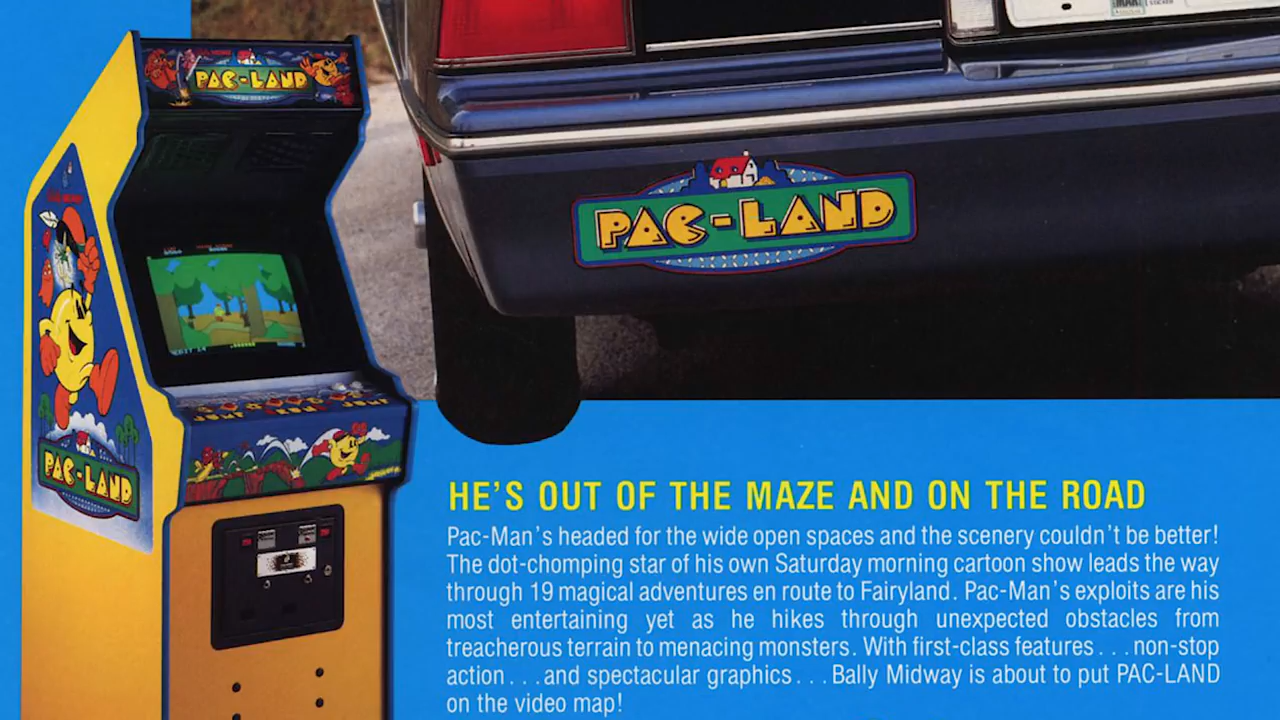 PAC-LAND
PAC-LAND
PAC-LAND
JUMP RUN JUMP
HE'S OUT OF THE MAZE AND ON THE ROAD
Pac-Man's headed for the wide open spaces and the scenery couldn't be better!
The dot-chomping star of his own Saturday morning cartoon show leads the way
through 19 magical adventures en route to Fairyland. Pac-Man's exploits are his
most entertaining yet as he hikes through unexpected obstacles from
treacherous terrain to menacing monsters. With first-class features . . . non-stop
action . . . and spectacular graphics . . . Bally Midway is about to put PAC-LAND
on the video map!